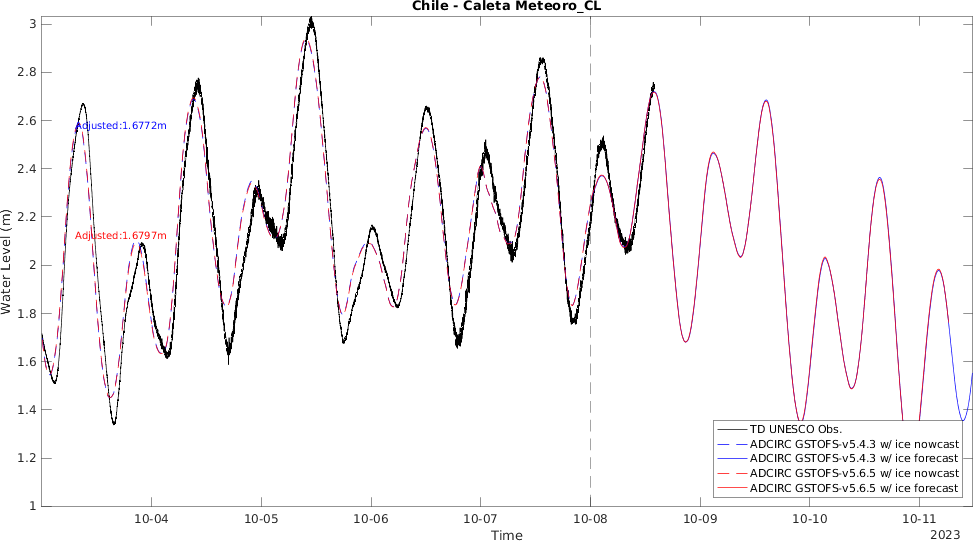 Chile - Caleta Meteoro_CL
3
2.8
2.6
2.4
2.2
2
1.8
1.6
1.4
1.2
1
Water Level (m)
Adjusted:1.6772m
Adjusted:1.6797m
TD UNESCO Obs.
ADCIRC GSTOFS-v5.4.3 w/ ice nowcast
ADCIRC GSTOFS-v5.4.3 w/ ice forecast
ADCIRC GSTOFS-v5.6.5 w/ ice nowcast
ADCIRC GSTOFS-v5.6.5 w/ ice forecast
10-04 10-05 10-06 10-07 10-08 10-09 10-10 10-11
Time
2023